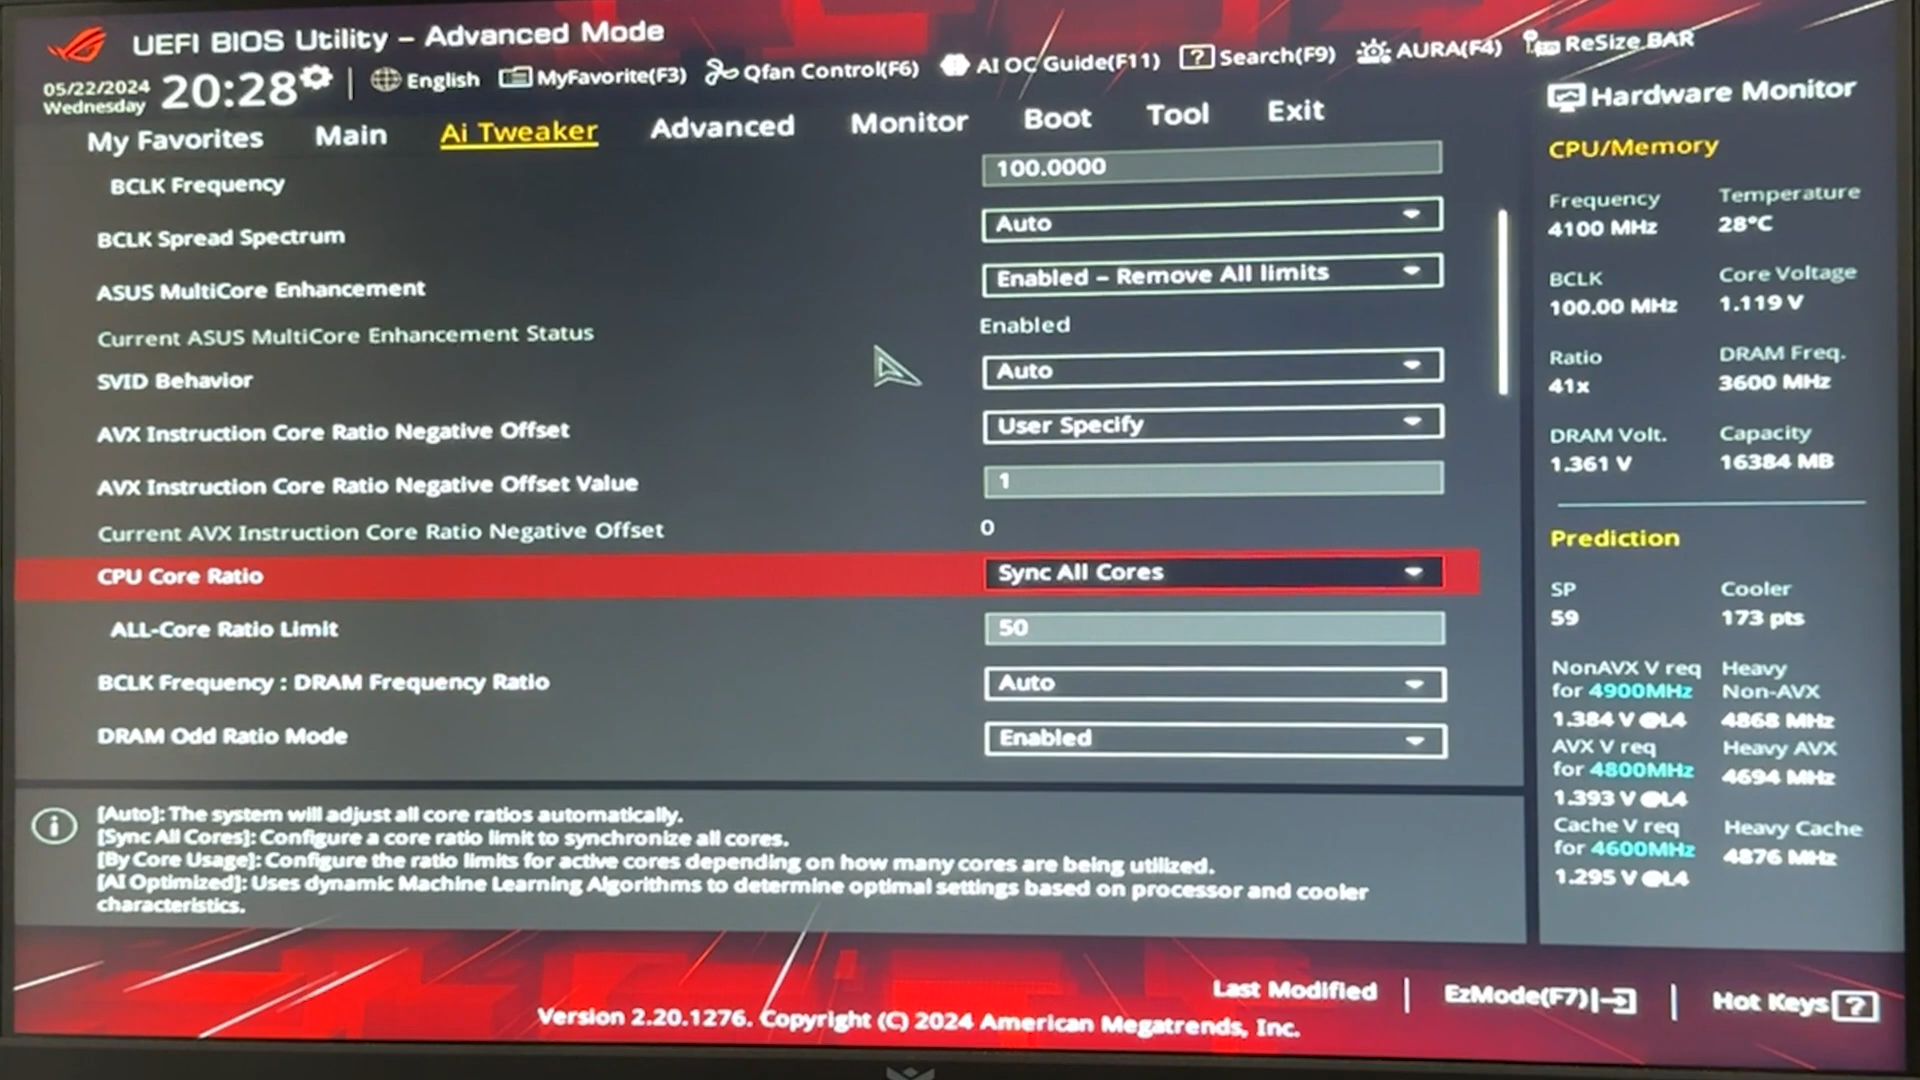 UEFI BIOS Utility – Advanced Mode
05/22/2024
Wednesday
20:28
English
MyFavorite(F3)
Qfan Control(F6)
AI OC Guide(F11)
Search(F9)
AURA(F4)
ReSize BAR
My Favorites
Main
Ai Tweaker
Advanced
Monitor
Boot
Tool
Exit
BCLK Frequency 100.0000
BCLK Spread Spectrum Auto
ASUS MultiCore Enhancement Enabled – Remove All limits
Current ASUS MultiCore Enhancement Status Enabled
SVID Behavior Auto
AVX Instruction Core Ratio Negative Offset User Specify
AVX Instruction Core Ratio Negative Offset Value 1
Current AVX Instruction Core Ratio Negative Offset 0
CPU Core Ratio Sync All Cores
ALL-Core Ratio Limit 50
BCLK Frequency : DRAM Frequency Ratio Auto
DRAM Odd Ratio Mode Enabled
[Auto]: The system will adjust all core ratios automatically.
[Sync All Cores]: Configure a core ratio limit to synchronize all cores.
[By Core Usage]: Configure the ratio limits for active cores depending on how many cores are being utilized.
[AI Optimized]: Uses dynamic Machine Learning Algorithms to determine optimal settings based on processor and cooler
characteristics.
Hardware Monitor
CPU/Memory
Frequency Temperature
4100 MHz 28°C
BCLK Core Voltage
100.00 MHz 1.119 V
Ratio DRAM Freq.
41x 3600 MHz
DRAM Volt. Capacity
1.361 V 16384 MB
Prediction
SP Cooler
59 173 pts
NonAVX V req Heavy
for 4900MHz Non-AVX
1.384 V @L4 4868 MHz
AVX V req Heavy AVX
for 4800MHz 4694 MHz
1.393 V @L4
Cache V req Heavy Cache
for 4600MHz 4876 MHz
1.295 V @L4
Last Modified
EzMode(F7)
Hot Keys ?
Version 2.20.1276. Copyright (C) 2024 American Megatrends, Inc.